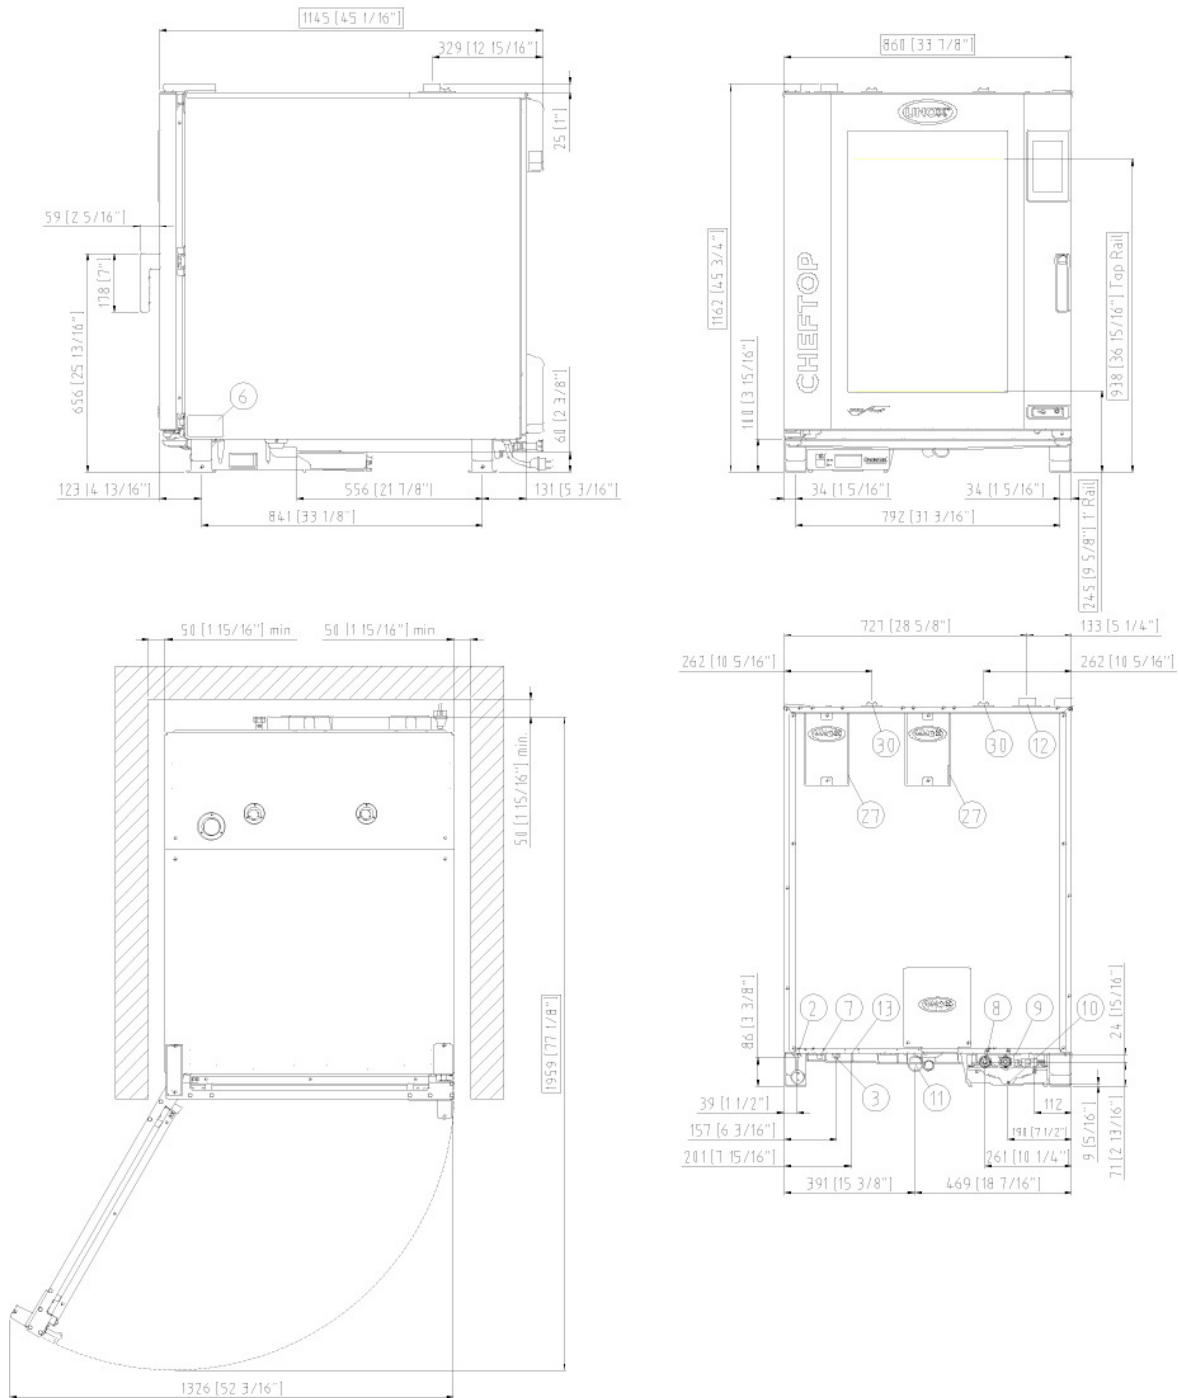 1145 [45 1/16"]
329 [12 15/16"]
25 [1"]
59 [2 5/16"]
178 [7"]
656 [25 13/16"]
6
60 [2 3/8"]
123 [4 13/16"]
556 [21 7/8"]
131 [5 3/16"]
841 [33 1/8"]
860 [33 7/8"]
UNOX
CHEFTOP
1162 [45 3/4"]
100 [3 15/16"]
938 [36 15/16"] Top Rail
34 [1 5/16"]
34 [1 5/16"]
792 [31 3/16"]
245 [9 5/8"] 1' Rail
50 [1 15/16"] min
50 [1 15/16"] min
50 [1 15/16"] min.
1959 [77 1/8"]
1326 [52 3/16"]
727 [28 5/8"]
133 [5 1/4"]
262 [10 5/16"]
262 [10 5/16"]
30
30
12
27
27
86 [3 3/8"]
2
7
13
8
9
10
24 [15/16"]
3
11
39 [1 1/2"]
112
157 [6 3/16"]
190 [7 1/2"]
201 [7 15/16"]
261 [10 1/4"]
9 [5/16"]
71 [2 13/16"]
391 [15 3/8"]
469 [18 7/16"]